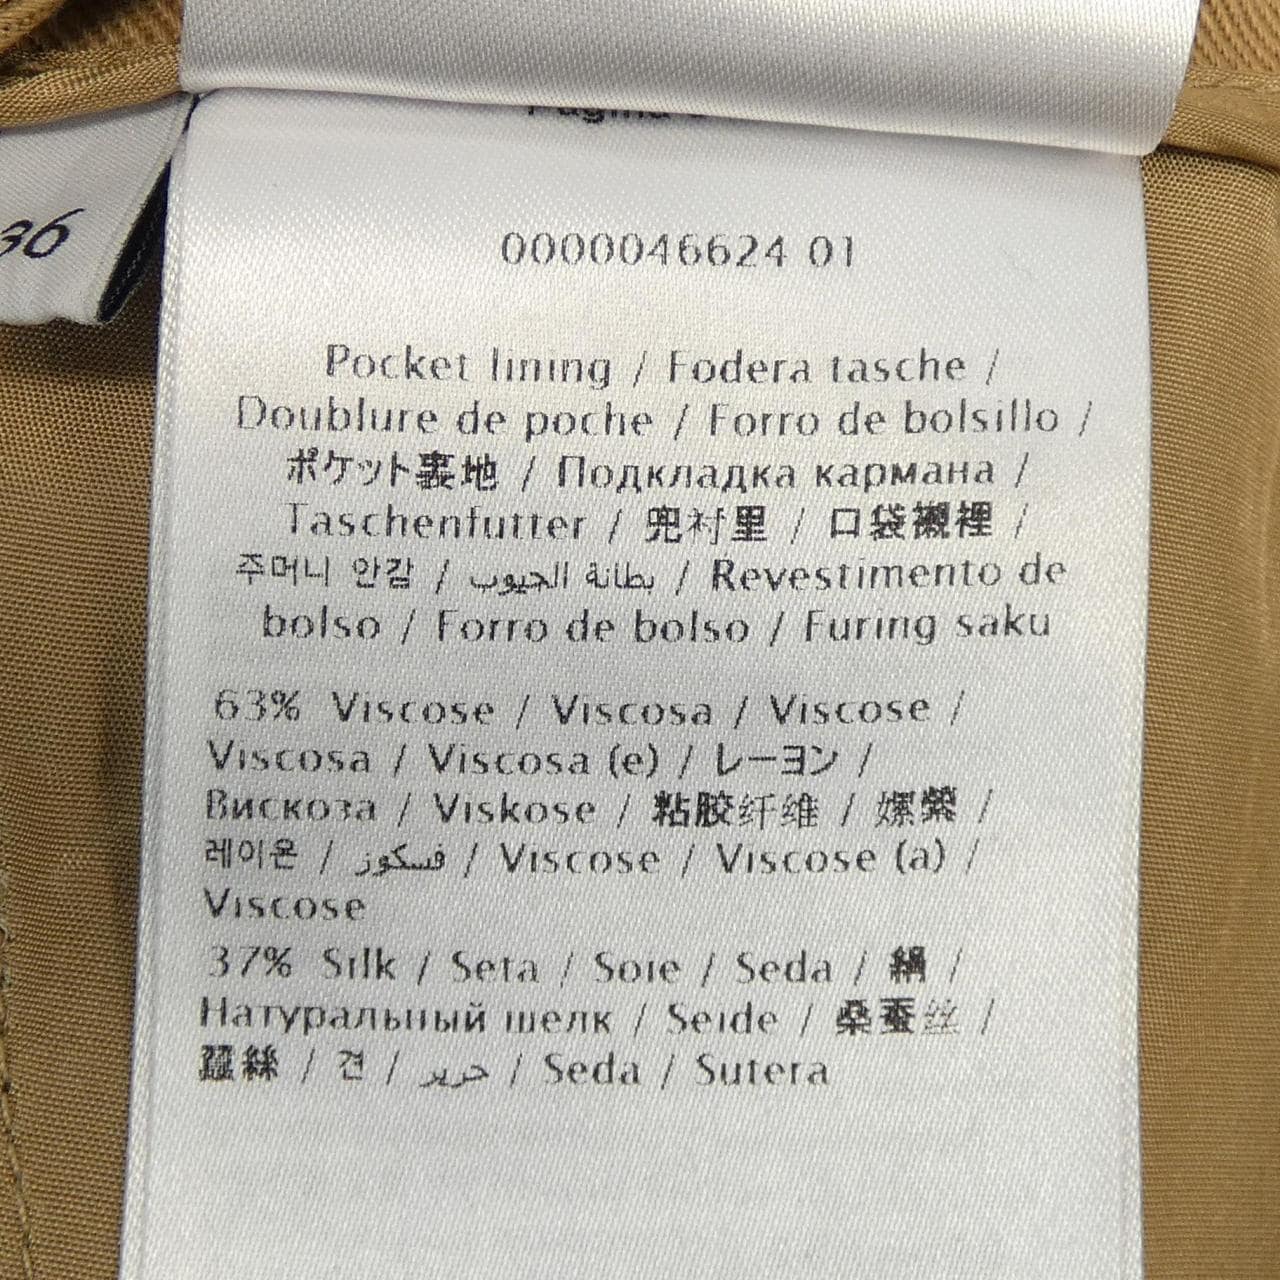 36
0000046624 01
Pocket lining / Fodera tasche /
Doublure de poche / Forro de bolsillo /
ポケット裏地 / Подкладка кармана /
Taschenfutter / 兜衬里 / 口袋襯裡 /
주머니 안감 / بطانة الجيوب / Revestimento de
bolso / Forro de bolso / Furing saku
63% Viscose / Viscosa / Viscose /
Viscosa / Viscosa (e) / レーヨン /
Вискоза / Viskose / 粘胶纤维 / 嫘縈 /
레이온 / فسكوز / Viscose / Viscose (a) /
Viscose
37% Silk / Seta / Soie / Seda / 絹 /
Натуральный шелк / Seide / 桑蚕丝 /
蠶絲 / 견 / حرير / Seda / Sutera